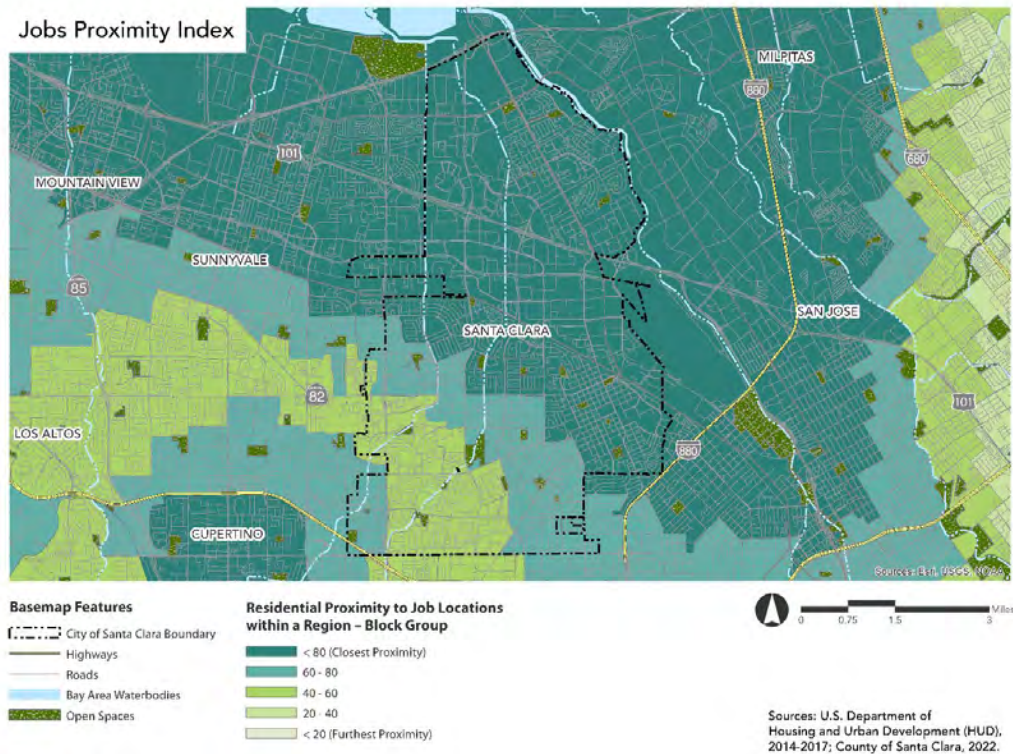 Jobs Proximity Index
MILPITAS
880
101
680
MOUNTAIN VIEW
SUNNYVALE
85
SANTA CLARA
SAN JOSE
82
101
LOS ALTOS
880
CUPERTINO
Sources: Esri, USGS, NOAA
Basemap Features
City of Santa Clara Boundary
Highways
Roads
Bay Area Waterbodies
Open Spaces
Residential Proximity to Job Locations
within a Region – Block Group
< 80 (Closest Proximity)
60 - 80
40 - 60
20 - 40
< 20 (Furthest Proximity)
0 0.75 1.5 3 Miles
Sources: U.S. Department of
Housing and Urban Development (HUD),
2014-2017; County of Santa Clara, 2022.